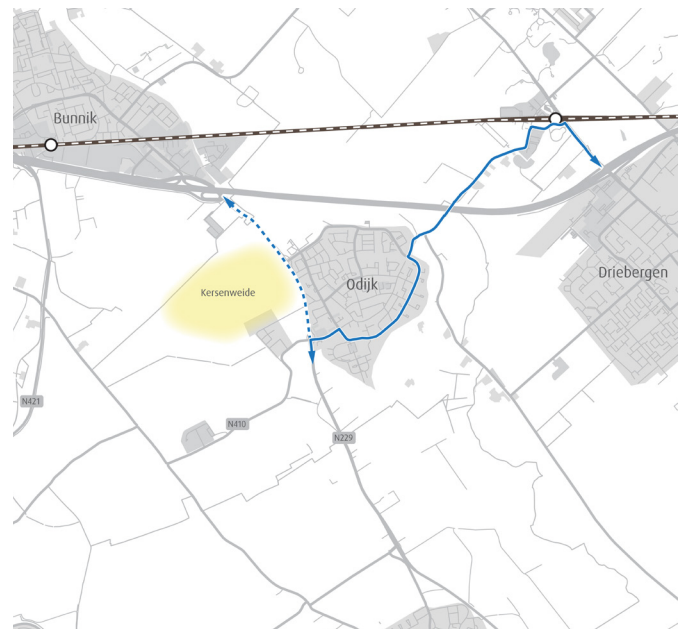 Bunnik
Driebergen
Odijk
Kersenweide
N421
N410
N229